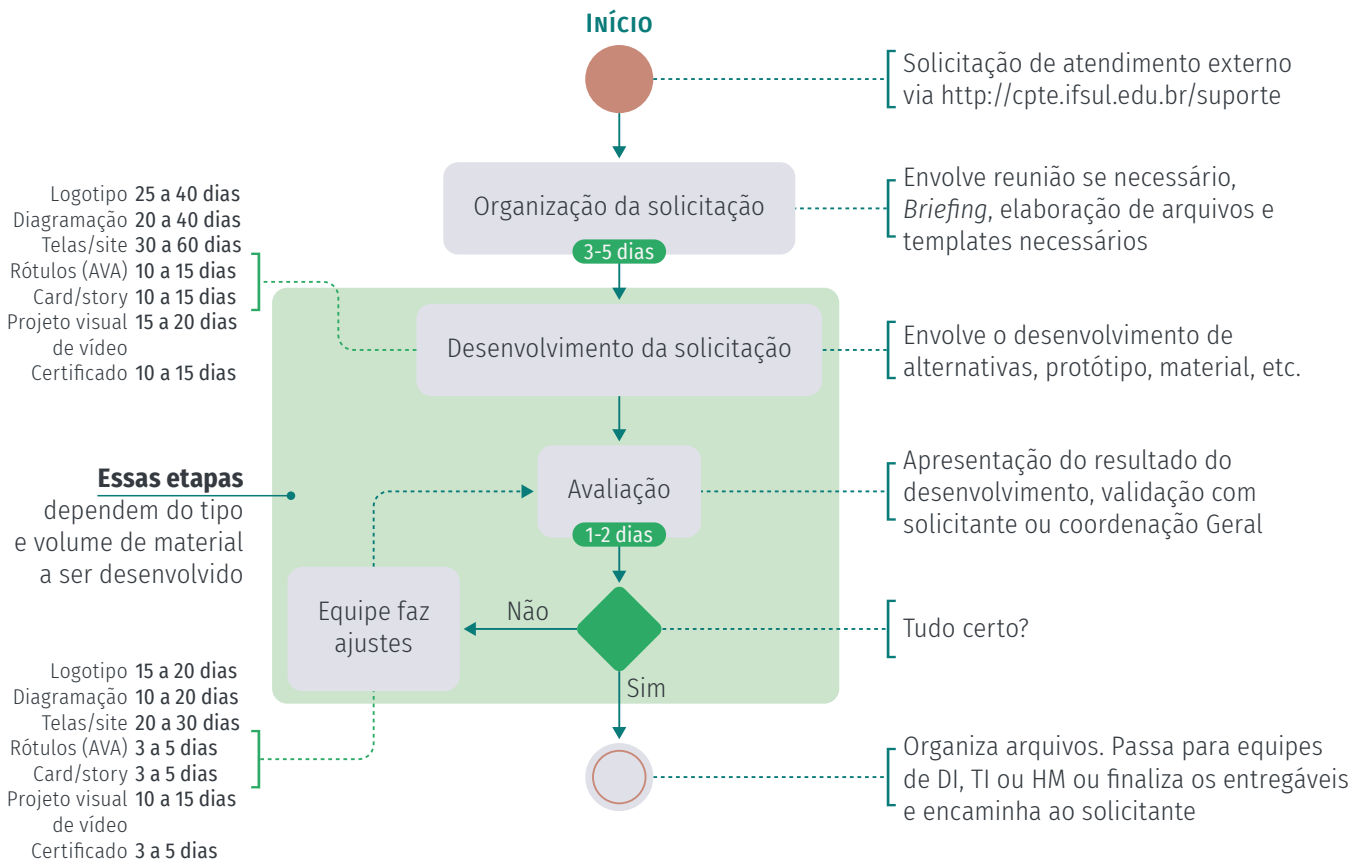 INÍCIO
Solicitação de atendimento externo
via http://cpte.ifsul.edu.br/suporte
Organização da solicitação
3-5 dias
Envolve reunião se necessário,
Briefing, elaboração de arquivos e
templates necessários
Logotipo 25 a 40 dias
Diagramação 20 a 40 dias
Telas/site 30 a 60 dias
Rótulos (AVA) 10 a 15 dias
Card/story 10 a 15 dias
Projeto visual 15 a 20 dias
de vídeo
Certificado 10 a 15 dias
Desenvolvimento da solicitação
Envolve o desenvolvimento de
alternativas, protótipo, material, etc.
Essas etapas
dependem do tipo
e volume de material
a ser desenvolvido
Avaliação
1-2 dias
Apresentação do resultado do
desenvolvimento, validação com
solicitante ou coordenação Geral
Equipe faz
ajustes
Não
Tudo certo?
Sim
Logotipo 15 a 20 dias
Diagramação 10 a 20 dias
Telas/site 20 a 30 dias
Rótulos (AVA) 3 a 5 dias
Card/story 3 a 5 dias
Projeto visual 10 a 15 dias
de vídeo
Certificado 3 a 5 dias
Organiza arquivos. Passa para equipes
de DI, TI ou HM ou finaliza os entregáveis
e encaminha ao solicitante